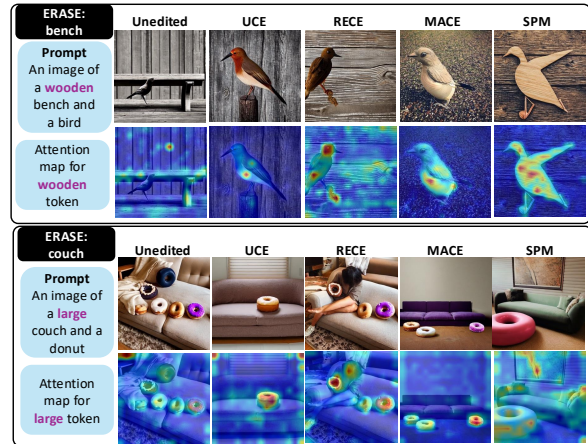 ERASE:
bench
Unedited UCE RECE MACE SPM
Prompt
An image of
a wooden
bench and
a bird
Attention
map for
wooden
token
ERASE:
couch
Unedited UCE RECE MACE SPM
Prompt
An image of
a large
couch and a
donut
Attention
map for
large token